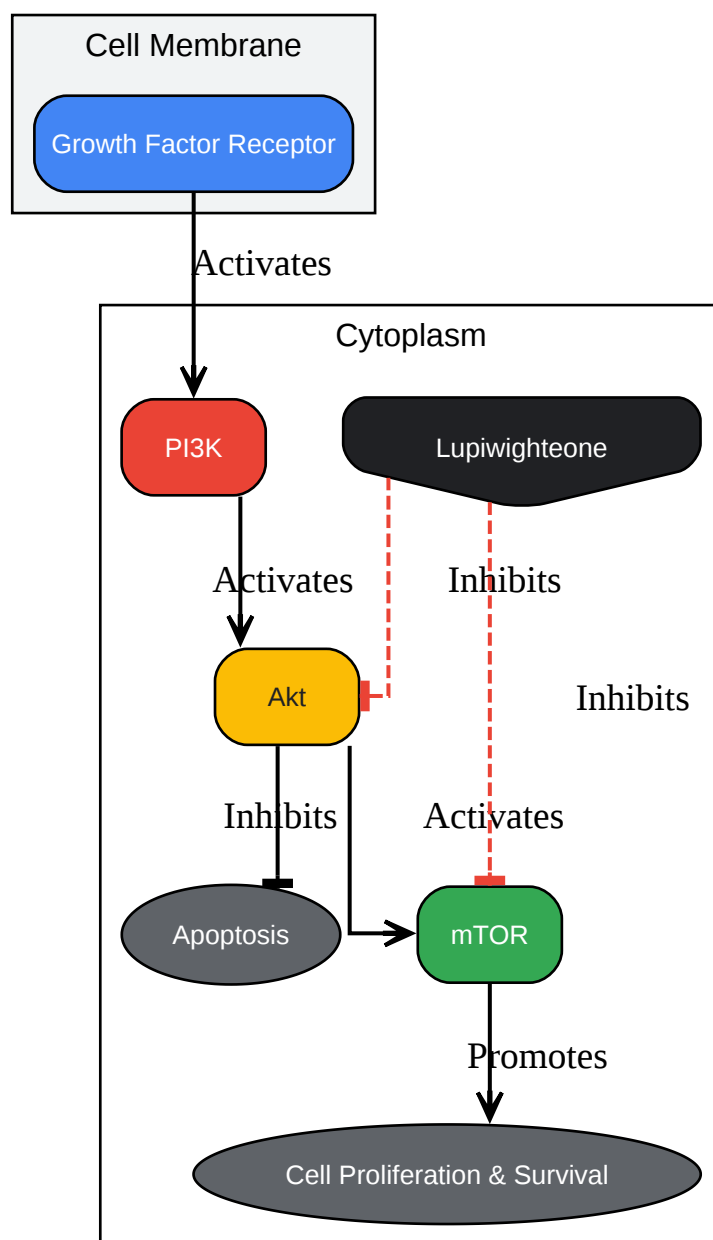 Cell Membrane
Growth Factor Receptor
Activates
Cytoplasm
PI3K
Lupiwighteone
Activates
Inhibits
Akt
Inhibits
Inhibits
Activates
Apoptosis
mTOR
Promotes
Cell Proliferation & Survival